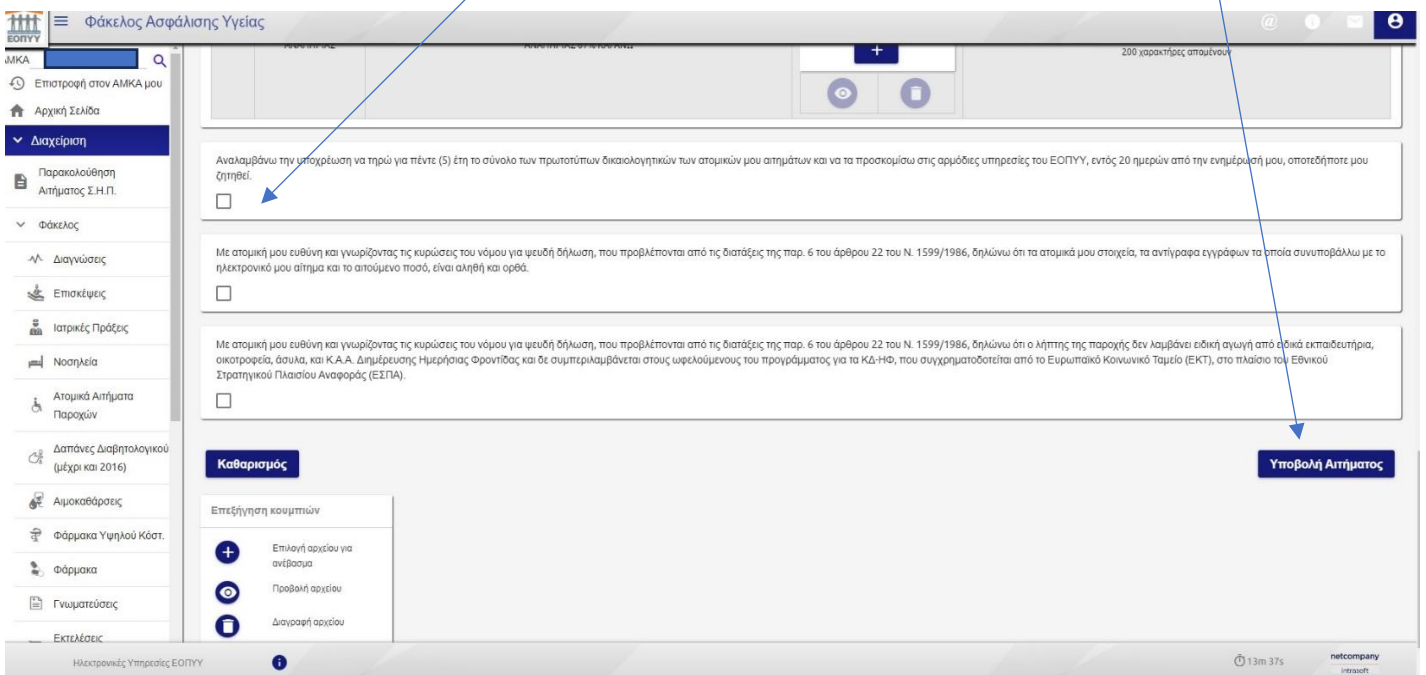 ΕΟΠΥΥ
Φάκελος Ασφάλισης Υγείας
@
ΑΜΚΑ
Επιστροφή στον ΑΜΚΑ μου
Αρχική Σελίδα
Διαχείριση
Παρακολούθηση
Αιτήματος Σ.Η.Π.
Φάκελος
Διαγνώσεις
Επισκέψεις
Ιατρικές Πράξεις
Νοσηλεία
Ατομικά Αιτήματα
Παροχών
Δαπάνες Διαβητολογικού
(μέχρι και 2016)
Αιμοκαθάρσεις
Φάρμακα Υψηλού Κόστ.
Φάρμακα
Γνωματεύσεις
Εκτελέσεις
200 χαρακτήρες απομένουν
Αναλαμβάνω την υποχρέωση να τηρώ για πέντε (5) έτη το σύνολο των πρωτοτύπων δικαιολογητικών των ατομικών μου αιτημάτων και να τα προσκομίσω στις αρμόδιες υπηρεσίες του ΕΟΠΥΥ, εντός 20 ημερών από την ενημέρωσή μου, οποτεδήποτε μου
ζητηθεί.
Με ατομική μου ευθύνη και γνωρίζοντας τις κυρώσεις του νόμου για ψευδή δήλωση, που προβλέπονται από τις διατάξεις της παρ. 6 του άρθρου 22 του Ν. 1599/1986, δηλώνω ότι τα ατομικά μου στοιχεία, τα αντίγραφα εγγράφων τα οποία συνυποβάλλω με το
ηλεκτρονικό μου αίτημα και το αιτούμενο ποσό, είναι αληθή και ορθά.
Με ατομική μου ευθύνη και γνωρίζοντας τις κυρώσεις του νόμου για ψευδή δήλωση, που προβλέπονται από τις διατάξεις της παρ. 6 του άρθρου 22 του Ν. 1599/1986, δηλώνω ότι ο λήπτης της παροχής δεν λαμβάνει ειδική αγωγή από ειδικά εκπαιδευτήρια,
οικοτροφεία, άσυλα, και Κ.Α.Α. Διημέρευσης Ημερήσιας Φροντίδας και δε συμπεριλαμβάνεται στους ωφελούμενους του προγράμματος για τα ΚΔ-ΗΦ, που συγχρηματοδοτείται από το Ευρωπαϊκό Κοινωνικό Ταμείο (ΕΚΤ), στο πλαίσιο του Εθνικού
Στρατηγικού Πλαισίου Αναφοράς (ΕΣΠΑ).
Καθαρισμός
Υποβολή Αιτήματος
Επεξήγηση κουμπιών
Επιλογή αρχείου για
ανέβασμα
Προβολή αρχείου
Διαγραφή αρχείου
Ηλεκτρονικές Υπηρεσίες ΕΟΠΥΥ
13m 37s
netcompany
intrasoft